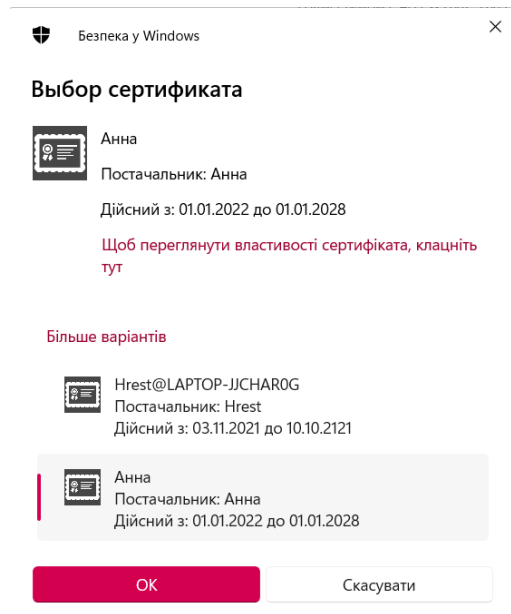 Безпека у Windows
Выбор сертификата
Анна
Постачальник: Анна
Дійсний з: 01.01.2022 до 01.01.2028
Щоб переглянути властивості сертифіката, клацніть
тут
Більше варіантів
Hrest@LAPTOP-JJCHAR0G
Постачальник: Hrest
Дійсний з: 03.11.2021 до 10.10.2121
Анна
Постачальник: Анна
Дійсний з: 01.01.2022 до 01.01.2028
ОК
Скасувати